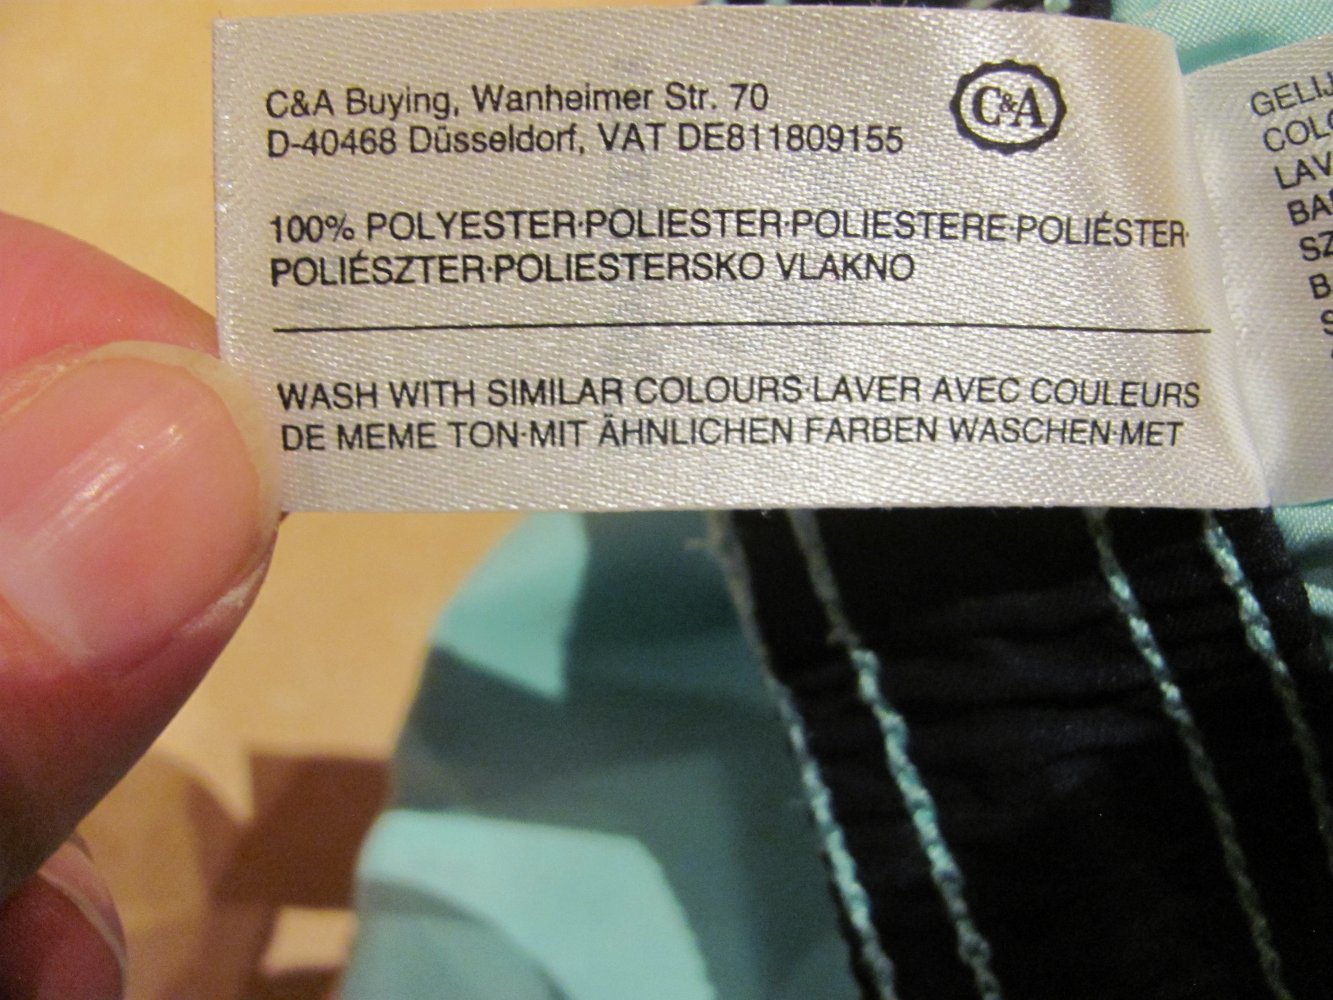 C&A Buying, Wanheimer Str. 70
D-40468 Düsseldorf, VAT DE811809155
C&A
100% POLYESTER·POLIESTER·POLIESTERE·POLIÉSTER·
POLIÉSZTER·POLIESTERSKO VLAKNO
WASH WITH SIMILAR COLOURS·LAVER AVEC COULEURS
DE MEME TON·MIT ÄHNLICHEN FARBEN WASCHEN·MET